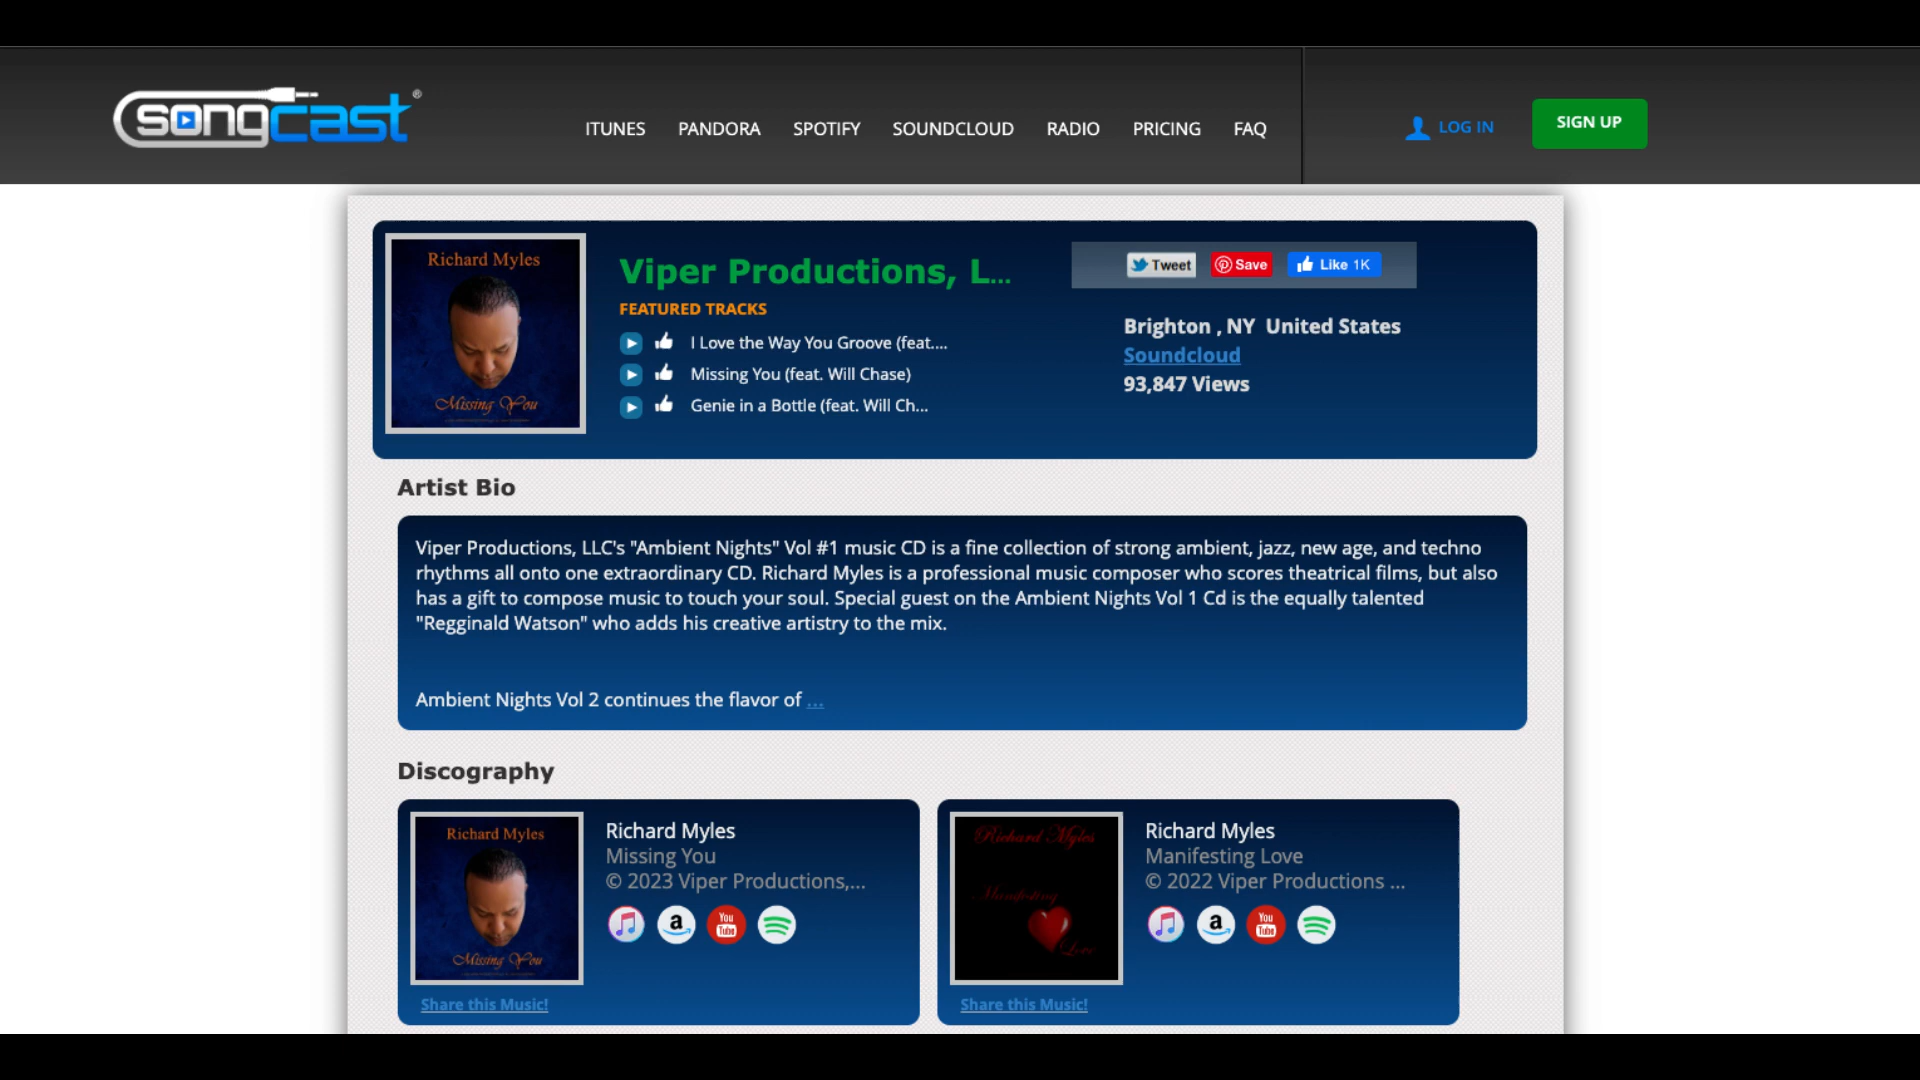 songcast®
ITUNES PANDORA SPOTIFY SOUNDCLOUD RADIO PRICING FAQ
LOG IN
SIGN UP
Richard Myles
Missing You
Viper Productions, L...
FEATURED TRACKS
I Love the Way You Groove (feat....
Missing You (feat. Will Chase)
Genie in a Bottle (feat. Will Ch...
Tweet
Save
Like 1K
Brighton , NY United States
Soundcloud
93,847 Views
Artist Bio
Viper Productions, LLC's "Ambient Nights" Vol #1 music CD is a fine collection of strong ambient, jazz, new age, and techno
rhythms all onto one extraordinary CD. Richard Myles is a professional music composer who scores theatrical films, but also
has a gift to compose music to touch your soul. Special guest on the Ambient Nights Vol 1 Cd is the equally talented
"Regginald Watson" who adds his creative artistry to the mix.
Ambient Nights Vol 2 continues the flavor of ...
Discography
Richard Myles
Missing You
Richard Myles
Missing You
© 2023 Viper Productions,...
a
You Tube
Share this Music!
Richard Myles
Manifesting
Love
Richard Myles
Manifesting Love
© 2022 Viper Productions ...
a
You Tube
Share this Music!